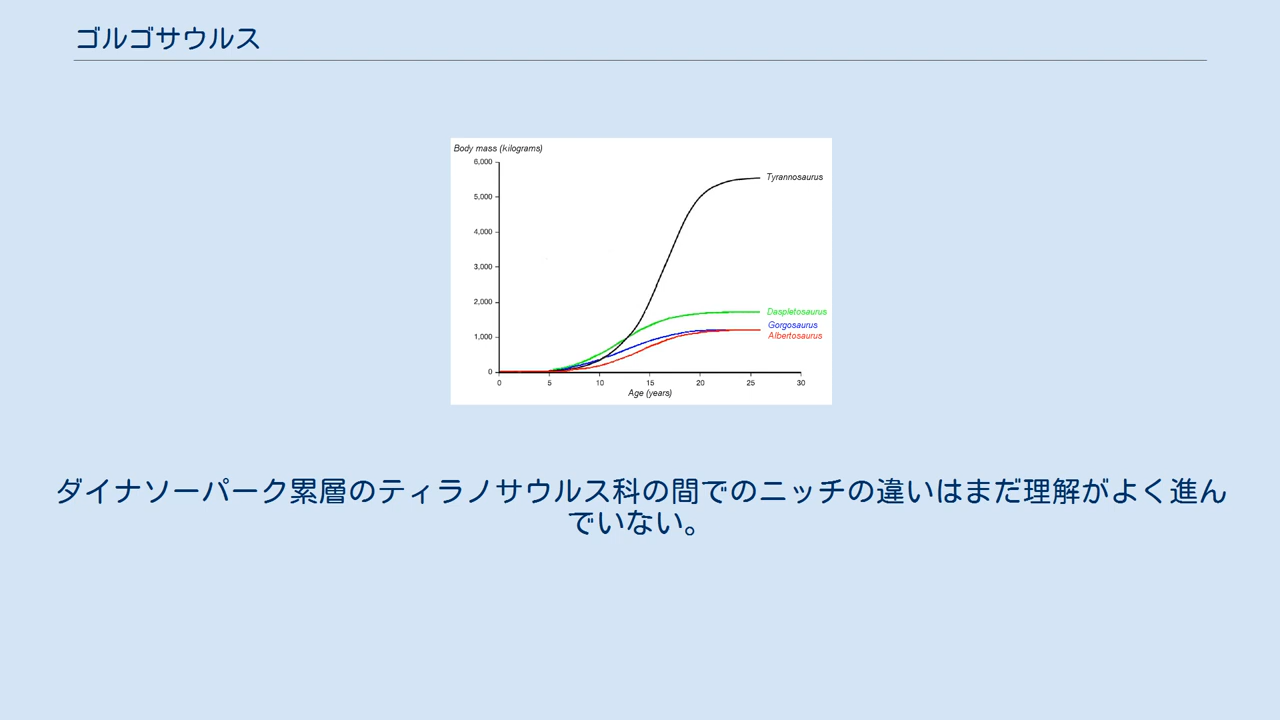 ゴルゴサウルス
Body mass (kilograms)
6,000
5,000
4,000
3,000
2,000
1,000
0
Tyrannosaurus
Daspletosaurus
Gorgosaurus
Albertosaurus
0 5 10 15 20 25 30
Age (years)
ダイナソーパーク累層のティラノサウルス科の間でのニッチの違いはまだ理解がよく進ん
でいない。